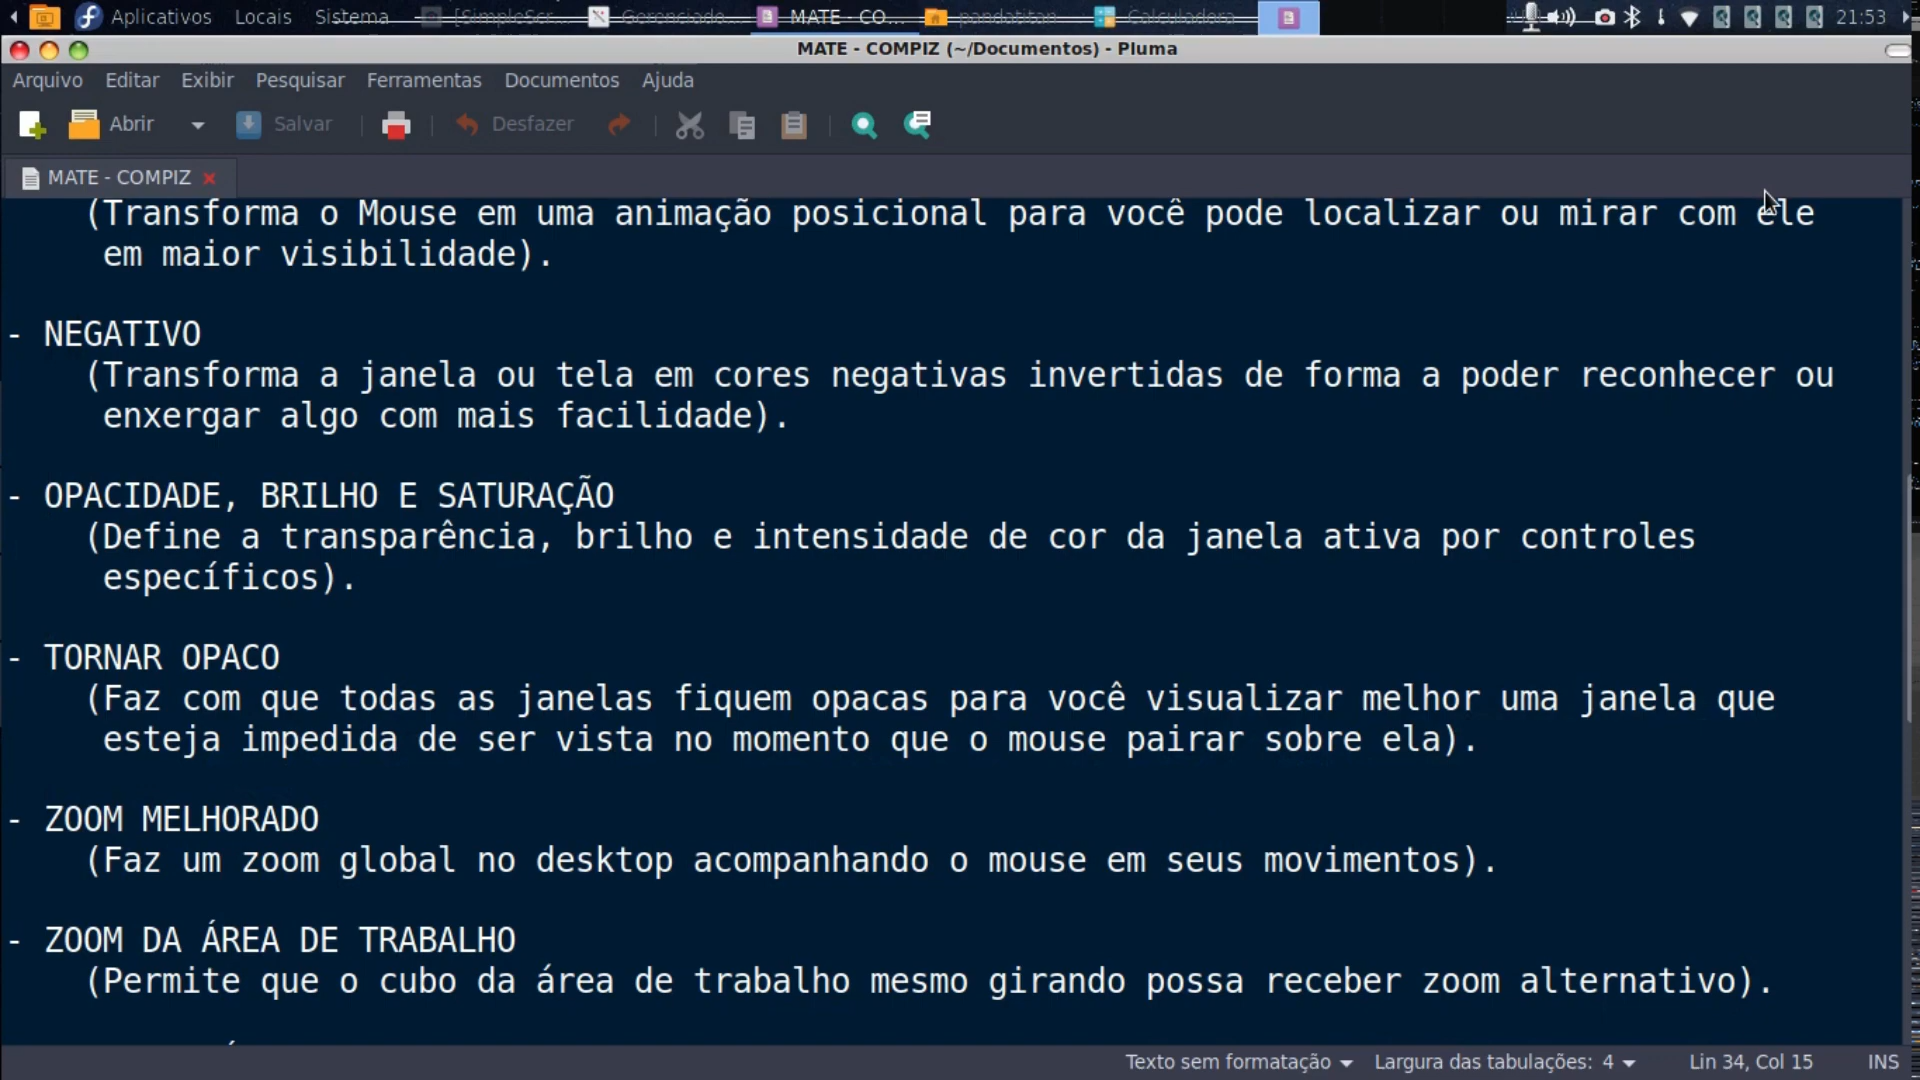 Aplicativos Locais Sistema [SimpleScr... Gerenciado... MATE - CO... pandatitan Calculadora 21:53
MATE - COMPIZ (~/Documentos) - Pluma
Arquivo Editar Exibir Pesquisar Ferramentas Documentos Ajuda
Abrir Salvar Desfazer
MATE - COMPIZ
(Transforma o Mouse em uma animação posicional para você pode localizar ou mirar com ele
em maior visibilidade).
- NEGATIVO
(Transforma a janela ou tela em cores negativas invertidas de forma a poder reconhecer ou
enxergar algo com mais facilidade).
- OPACIDADE, BRILHO E SATURAÇÃO
(Define a transparência, brilho e intensidade de cor da janela ativa por controles
específicos).
- TORNAR OPACO
(Faz com que todas as janelas fiquem opacas para você visualizar melhor uma janela que
esteja impedida de ser vista no momento que o mouse pairar sobre ela).
- ZOOM MELHORADO
(Faz um zoom global no desktop acompanhando o mouse em seus movimentos).
- ZOOM DA ÁREA DE TRABALHO
(Permite que o cubo da área de trabalho mesmo girando possa receber zoom alternativo).
Texto sem formatação Largura das tabulações: 4 Lin 34, Col 15 INS